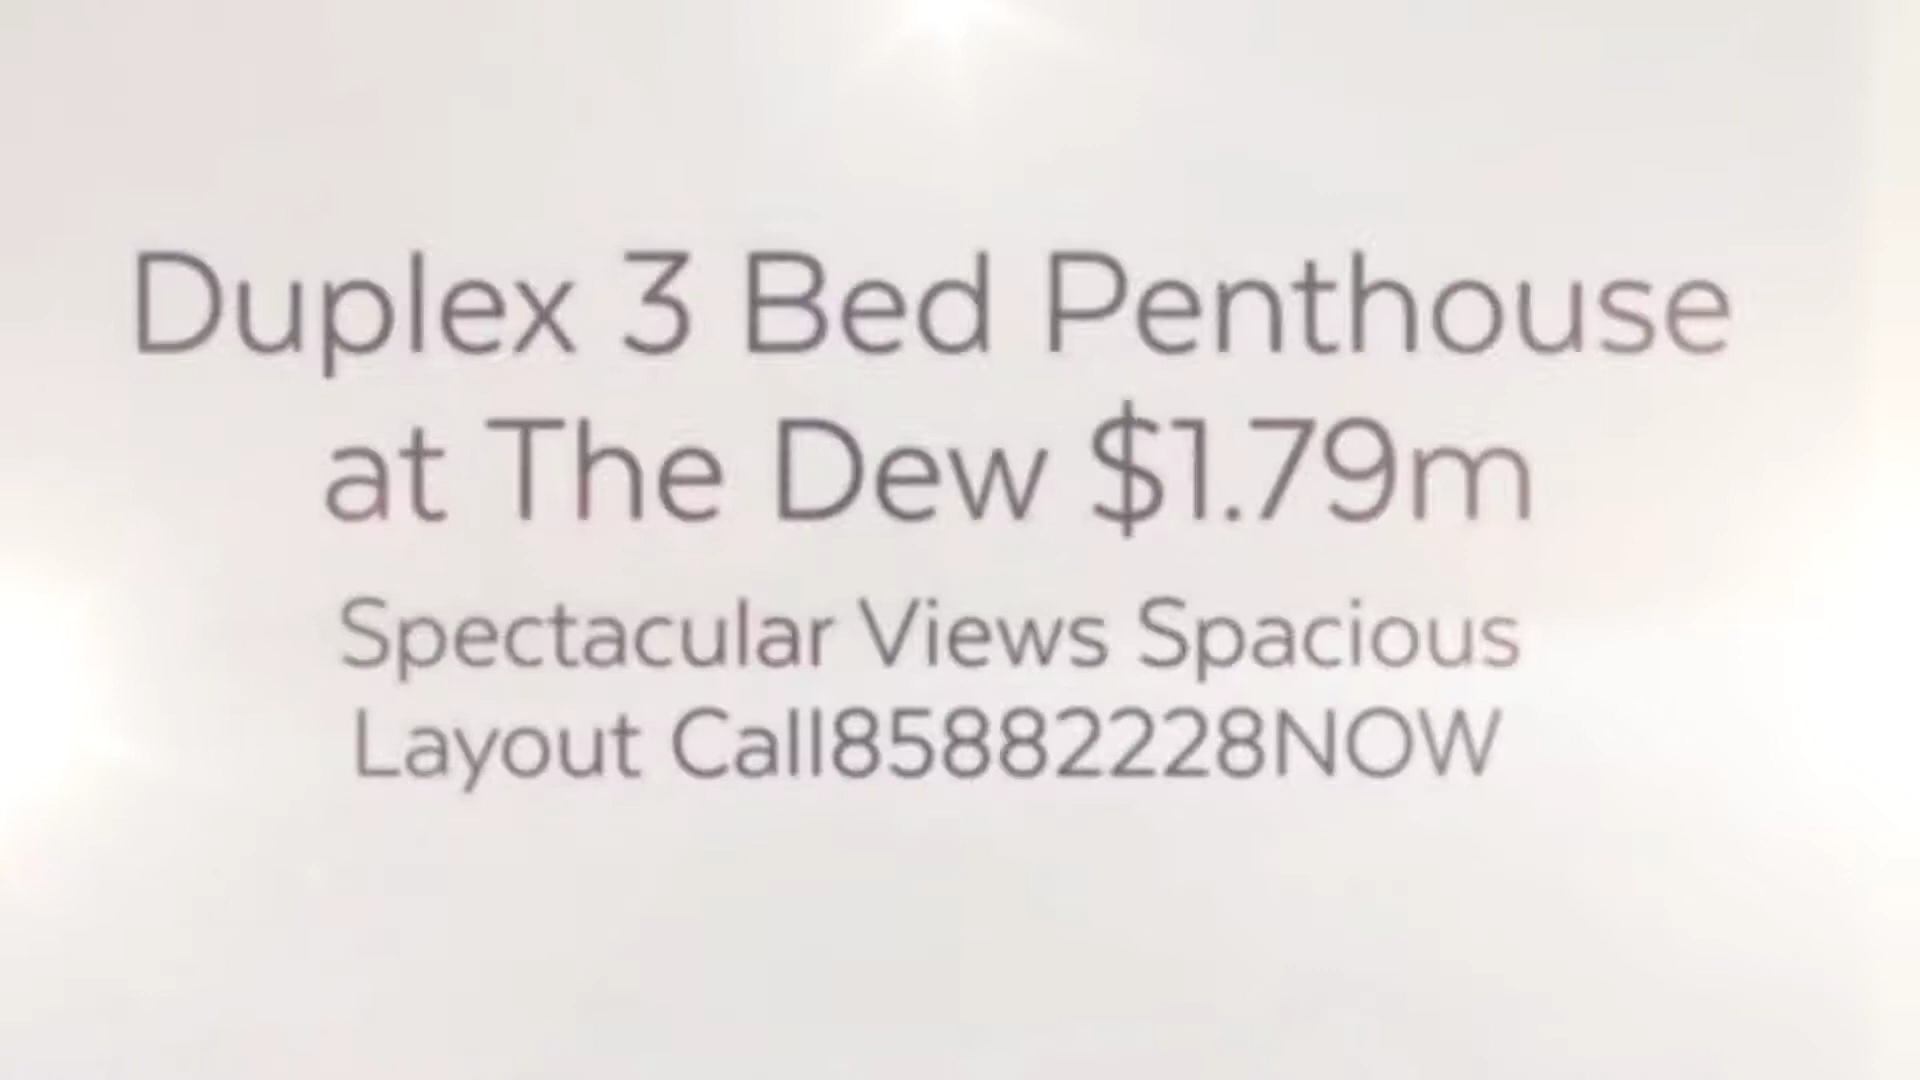 Duplex 3 Bed Penthouse
at The Dew $1.79m
Spectacular Views Spacious
Layout Call85882228NOW